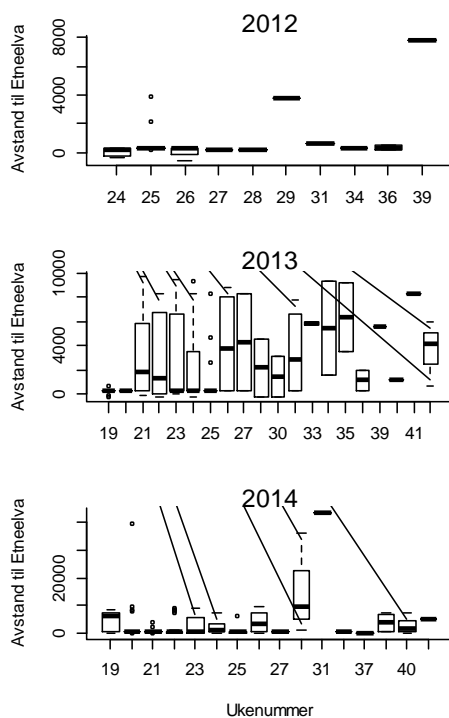 2012
Avstand til Etneelva
8000
4000
0
24 25 26 27 28 29 31 34 36 39
2013
Avstand til Etneelva
10000
4000
0
19 21 23 25 27 30 33 35 39 41
2014
Avstand til Etneelva
20000
0
19 21 23 25 27 31 37 40
Ukenummer